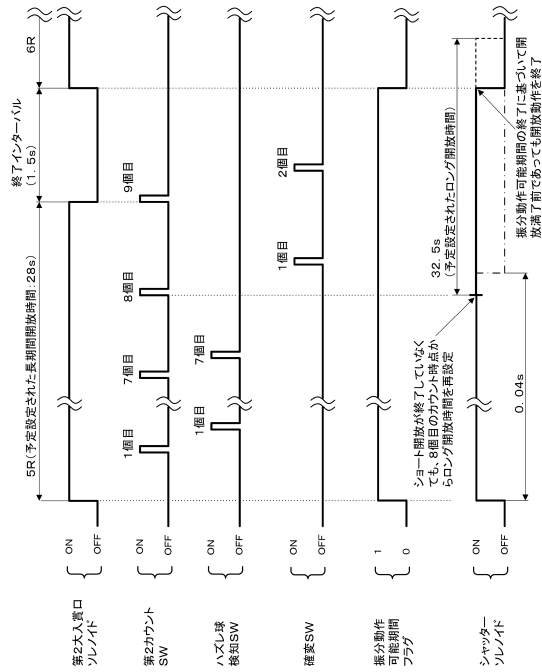 5R(予定設定された長期間開放時間:28s)
終了インターバル
(1.5s)
6R
第2大入賞口
ソレノイド
ON
OFF
第2カウント
SW
ON
OFF
1個目
7個目
8個目
9個目
ハズレ球
検知SW
ON
OFF
1個目
7個目
確変SW
ON
OFF
1個目
2個目
振分動作
可能期間
フラグ
1
0
シャッター
ソレノイド
ON
OFF
ショート開放が終了していなく
ても、8個目のカウント時点か
らロング開放時間を再設定
32.5s
(予定設定されたロング開放時間)
0.04s
振分動作可能期間の終了に基づいて開
放満了前であっても開放動作を終了